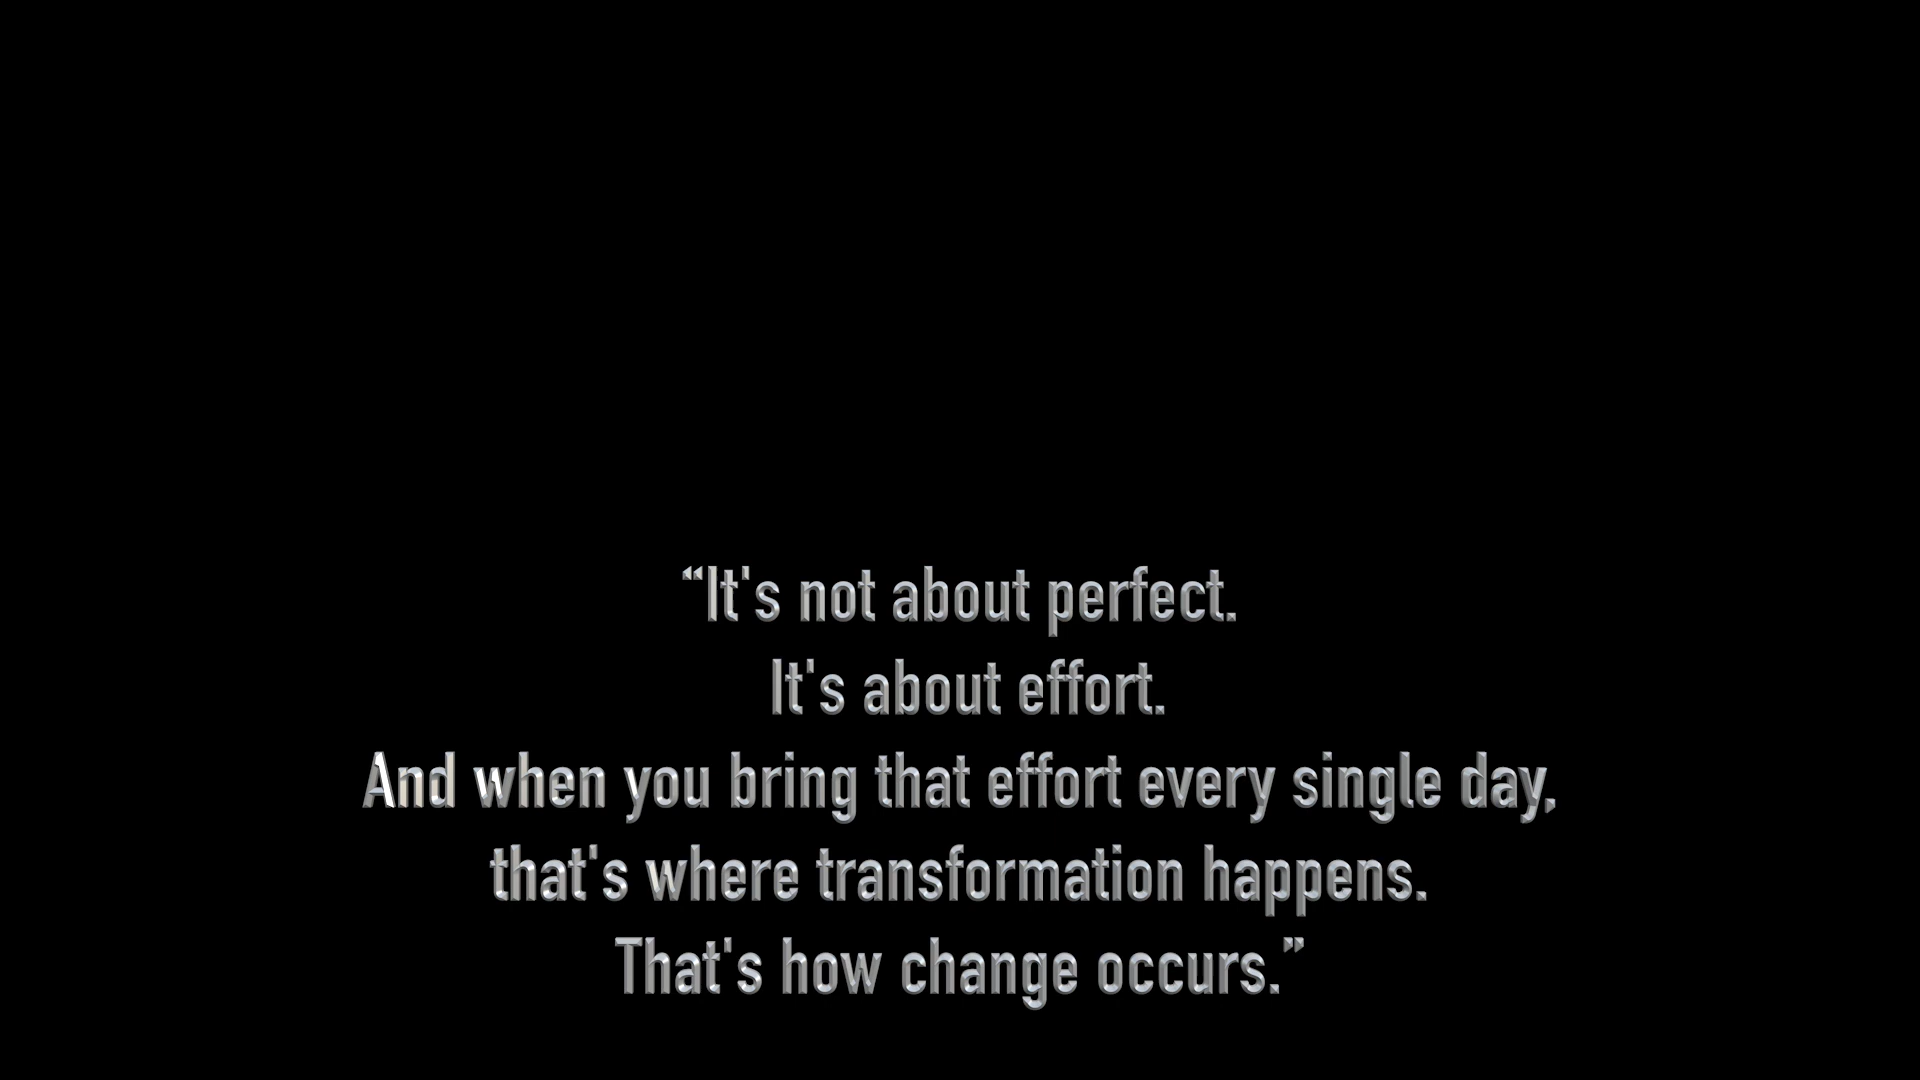 “It's not about perfect.
It's about effort.
And when you bring that effort every single day,
that's where transformation happens.
That's how change occurs.”